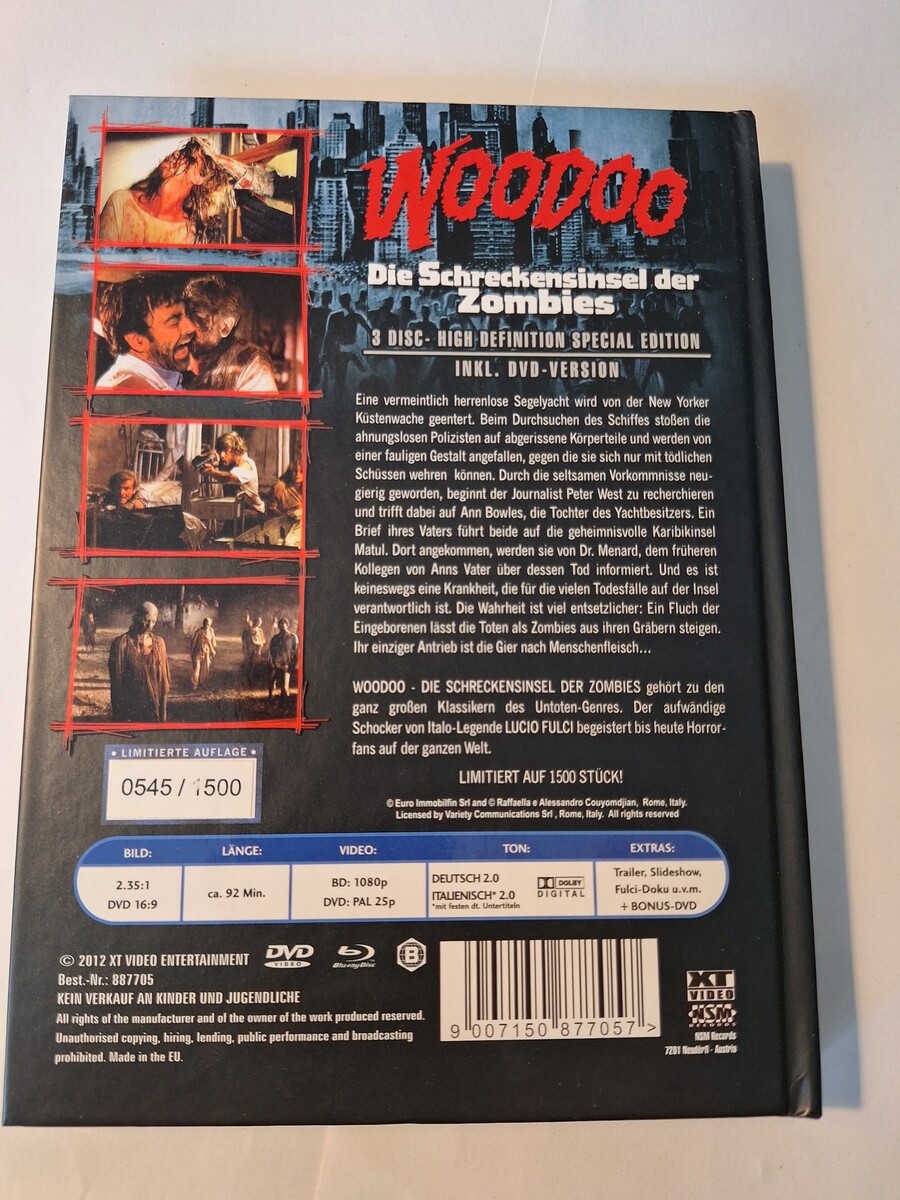 WOODOO
Die Schreckensinsel der
Zombies
3 DISC- HIGH DEFINITION SPECIAL EDITION
INKL. DVD-VERSION
Eine vermeintlich herrenlose Segelyacht wird von der New Yorker
Küstenwache geentert. Beim Durchsuchen des Schiffes stoßen die
ahnungslosen Polizisten auf abgerissene Körperteile und werden von
einer fauligen Gestalt angefallen, gegen die sie sich nur mit tödlichen
Schüssen wehren können. Durch die seltsamen Vorkommnisse neu-
gierig geworden, beginnt der Journalist Peter West zu recherchieren
und trifft dabei auf Ann Bowles, die Tochter des Yachtbesitzers. Ein
Brief ihres Vaters führt beide auf die geheimnisvolle Karibikinsel
Matul. Dort angekommen, werden sie von Dr. Menard, dem früheren
Kollegen von Anns Vater über dessen Tod informiert. Und es ist
keineswegs eine Krankheit, die für die vielen Todesfälle auf der Insel
verantwortlich ist. Die Wahrheit ist viel entsetzlicher: Ein Fluch der
Eingeborenen lässt die Toten als Zombies aus ihren Gräbern steigen.
Ihr einziger Antrieb ist die Gier nach Menschenfleisch...
WOODOO - DIE SCHRECKENSINSEL DER ZOMBIES gehört zu den
ganz großen Klassikern des Untoten-Genres. Der aufwändige
Schocker von Italo-Legende LUCIO FULCI begeistert bis heute Horror-
fans auf der ganzen Welt.
LIMITIERT AUF 1500 STÜCK!
© Euro Immobilfin Srl and © Raffaella e Alessandro Couyomdjian, Rome, Italy.
Licensed by Variety Communications Srl , Rome, Italy. All rights reserved
• LIMITIERTE AUFLAGE •
0545 / 1500
BILD:
2.35:1
DVD 16:9
LÄNGE:
ca. 92 Min.
VIDEO:
BD: 1080p
DVD: PAL 25p
TON:
DEUTSCH 2.0
ITALIENISCH* 2.0
*mit festen dt. Untertiteln
DOLBY
DIGITAL
EXTRAS:
Trailer, Slideshow,
Fulci-Doku u.v.m.
+ BONUS-DVD
© 2012 XT VIDEO ENTERTAINMENT
Best.-Nr.: 887705
KEIN VERKAUF AN KINDER UND JUGENDLICHE
All rights of the manufacturer and of the owner of the work produced reserved.
Unauthorised copying, hiring, lending, public performance and broadcasting
prohibited. Made in the EU.
DVD
VIDEO
Blu-ray Disc
B
9 007150 877057 >
XT
VIDEO
NSM
RECORDS
NSM Records
7201 Neudörfl - Austria